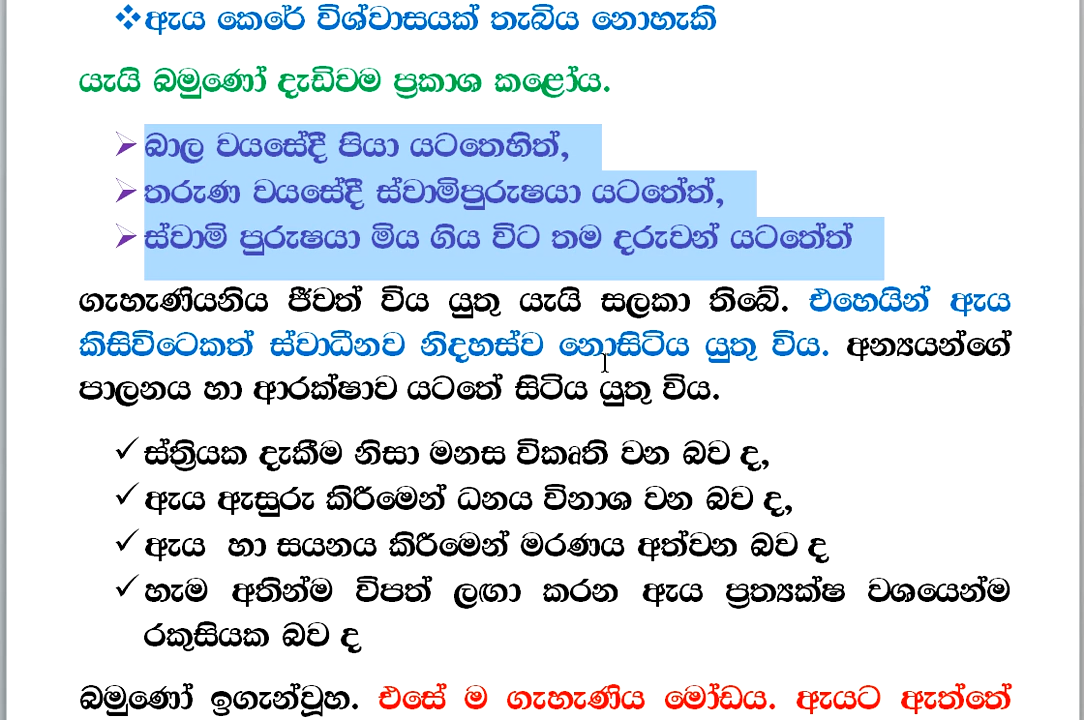 ❖ ඇය කෙරේ විශ්වාසයක් තැබිය නොහැකි
යැයි බමුණෝ දැඩිවම ප්‍රකාශ කළෝය.
➢ බාල වයසේදී පියා යටතෙහිත්,
➢ තරුණ වයසේදී ස්වාමිපුරුෂයා යටතේත්,
➢ ස්වාමි පුරුෂයා මිය ගිය විට තම දරුවන් යටතේත්
ගැහැණියනිය ජීවත් විය යුතු යැයි සලකා තිබේ. එහෙයින් ඇය
කිසිවිටෙකත් ස්වාධීනව නිදහස්ව නොසිටිය යුතු විය. අන්‍යයන්ගේ
පාලනය හා ආරක්ෂාව යටතේ සිටිය යුතු විය.
✓ ස්ත්‍රියක දැකීම නිසා මනස විකෘති වන බව ද,
✓ ඇය ඇසුරු කිරීමෙන් ධනය විනාශ වන බව ද,
✓ ඇය හා සයනය කිරීමෙන් මරණය අත්වන බව ද
✓ හැම අතින්ම විපත් ලඟා කරන ඇය ප්‍රත්‍යක්ෂ වශයෙන්ම
රකුසියක බව ද
බමුණෝ ඉගැන්වූහ. එසේ ම ගැහැණිය මෝඩය. ඇයට ඇත්තේ